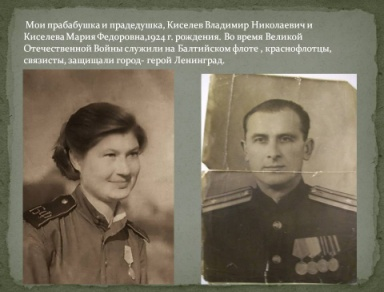 Мои прабабушка и прадедушка, Киселев Владимир Николаевич и
Киселева Мария Федоровна,1924 г. рождения. Во время Великой
Отечественной Войны служили на Балтийском флоте , краснофлотцы,
связисты, защищали город- герой Ленинград.